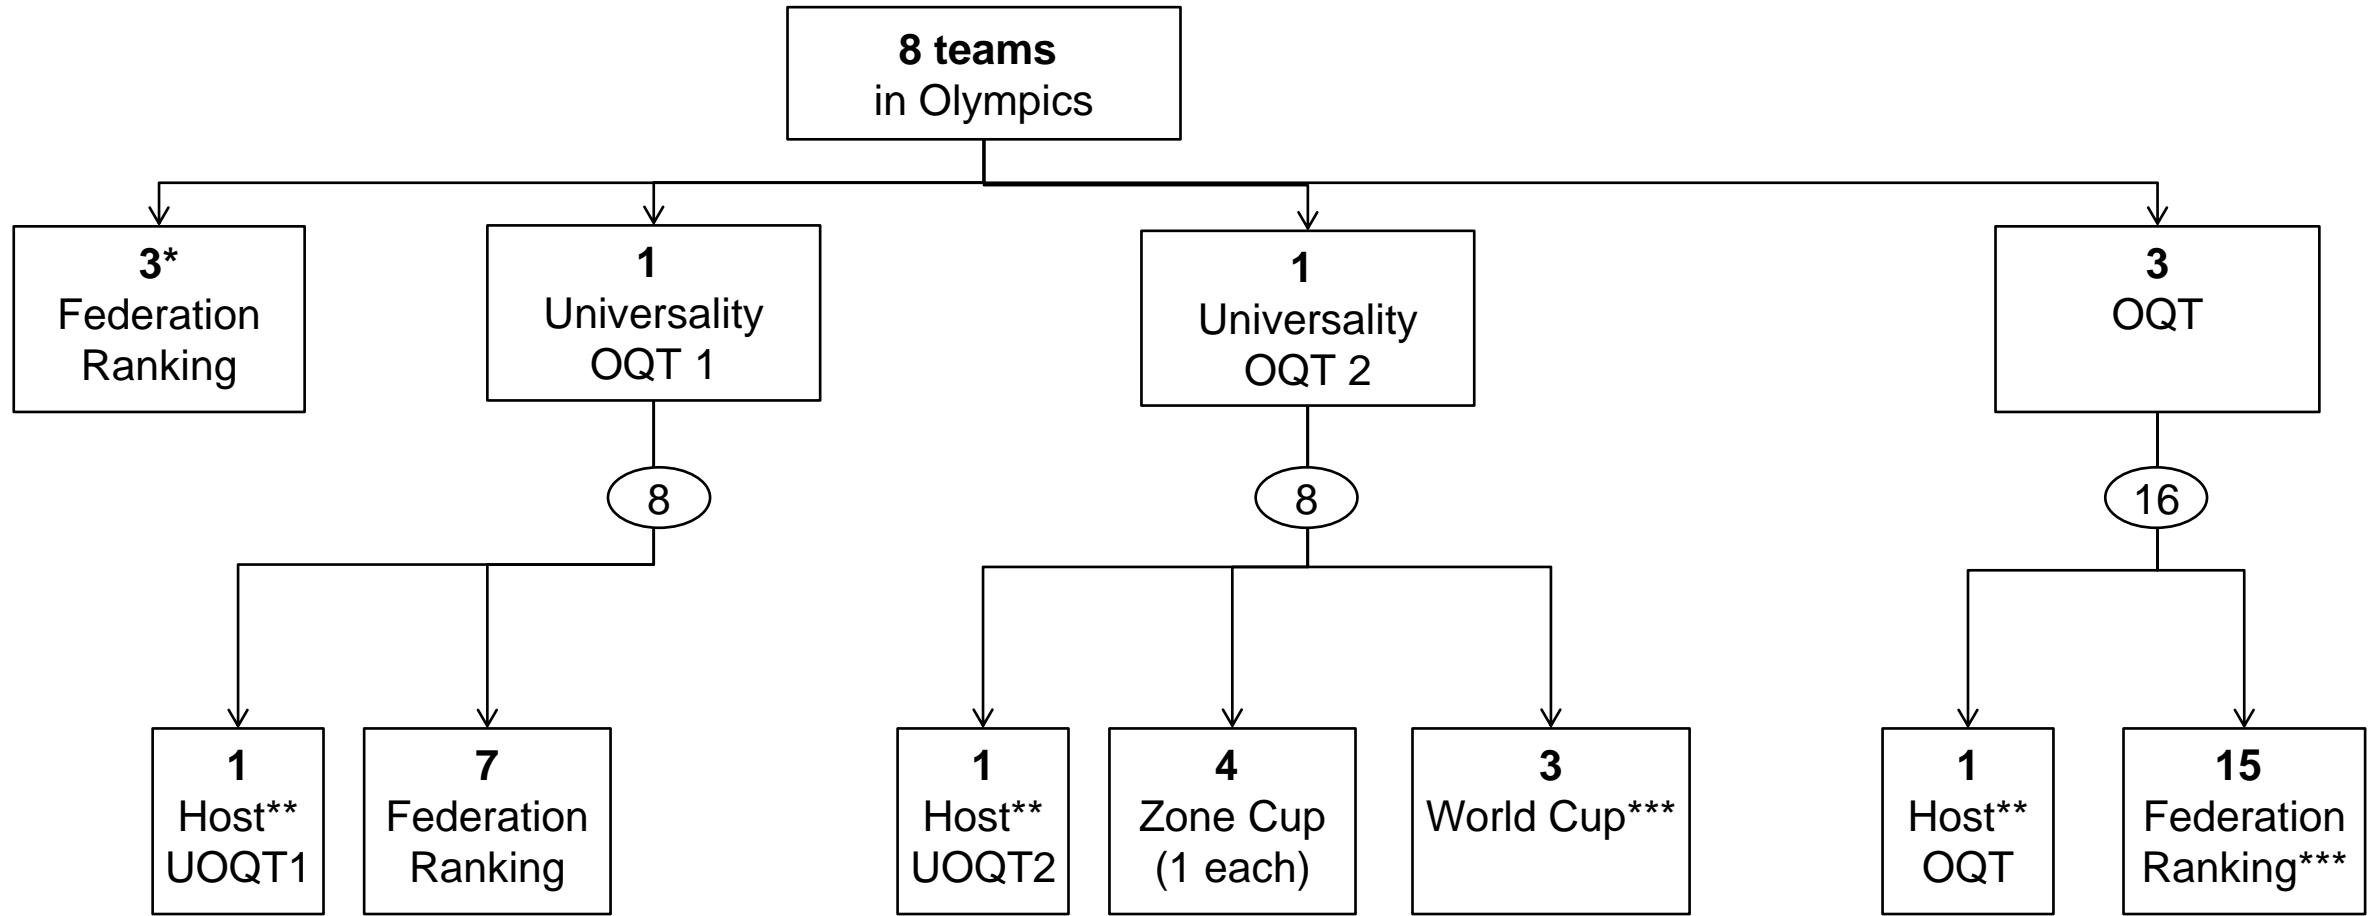 8 teams
in Olympics
3*
Federation
Ranking
1
Universality
OQT 1
1
Universality
OQT 2
3
OQT
8
8
16
1
Host**
UOQT1
7
Federation
Ranking
1
Host**
UOQT2
4
Zone Cup
(1 each)
3
World Cup***
1
Host**
OQT
15
Federation
Ranking***